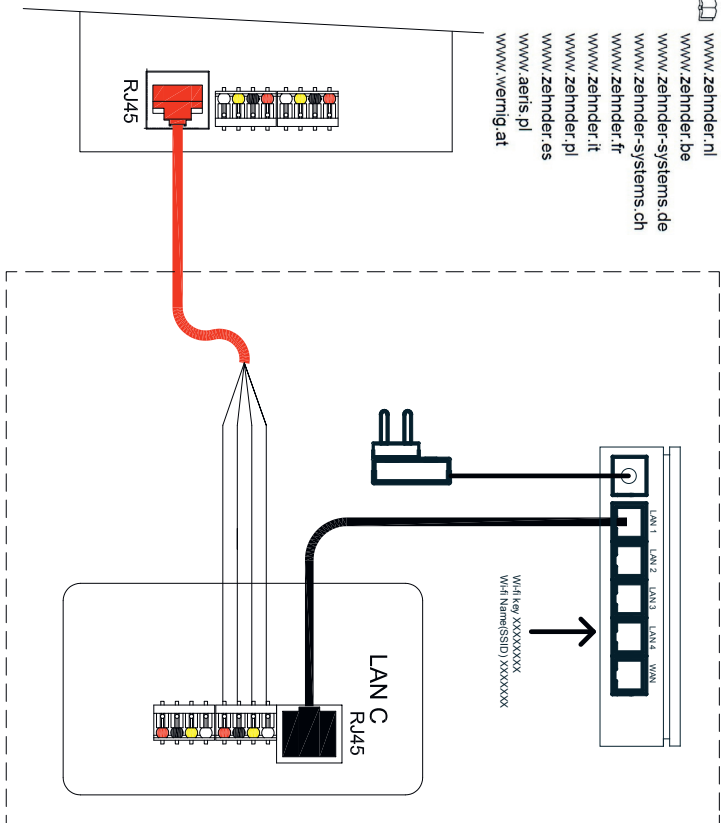 www.zehnder.nl
www.zehnder.be
www.zehnder-systems.de
www.zehnder-systems.ch
www.zehnder.fr
www.zehnder.it
www.zehnder.pl
www.zehnder.es
www.aeris.pl
www.wernig.at
RJ45
LAN 1
LAN 2
LAN 3
LAN 4
WAN
Wi-fi key XXXXXXXXX
Wi-fi Name(SSID) XXXXXXX
LAN C
RJ45